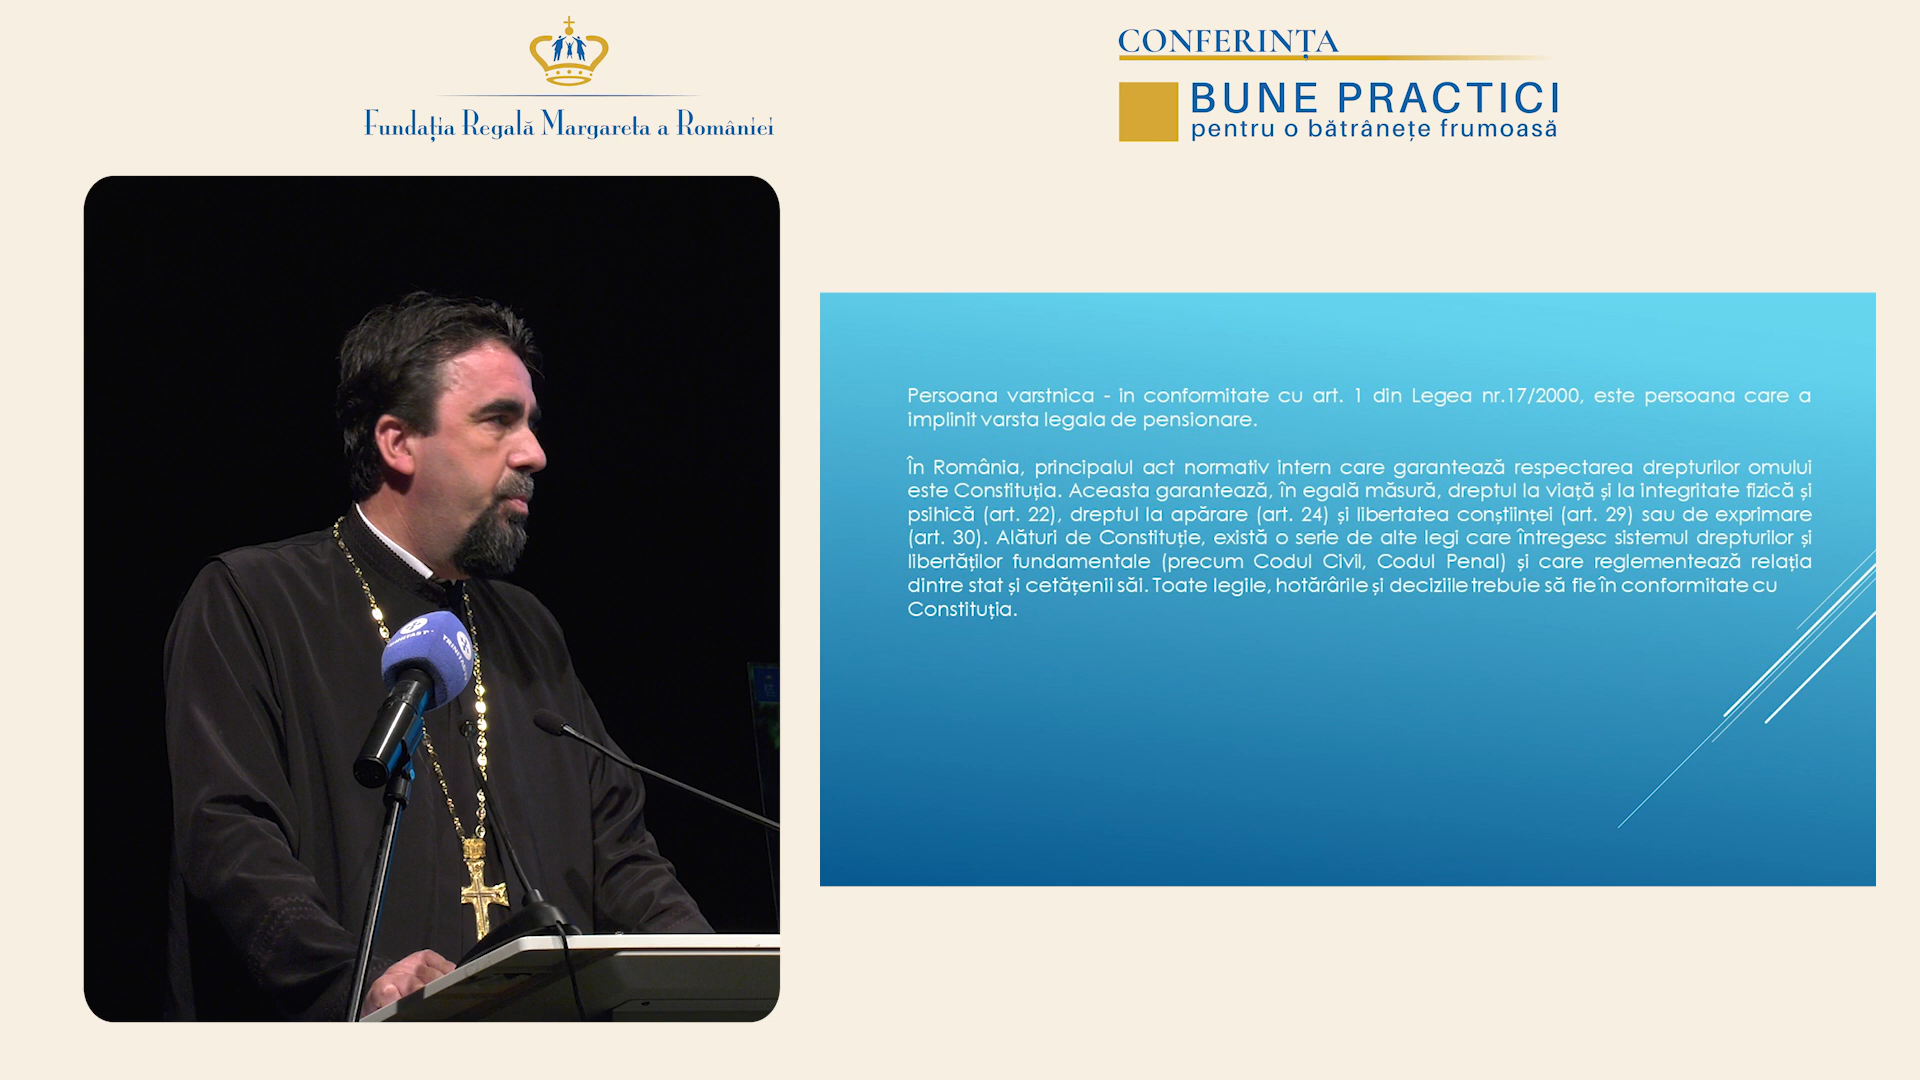 Fundația Regală Margareta a României
CONFERINȚA
BUNE PRACTICI
pentru o bătrânețe frumoasă
Persoana varstnica - in conformitate cu art. 1 din Legea nr.17/2000, este persoana care a
implinit varsta legala de pensionare.
În România, principalul act normativ intern care garantează respectarea drepturilor omului
este Constituția. Aceasta garantează, în egală măsură, dreptul la viață și la integritate fizică și
psihică (art. 22), dreptul la apărare (art. 24) și libertatea conștiinței (art. 29) sau de exprimare
(art. 30). Alături de Constituție, există o serie de alte legi care întregesc sistemul drepturilor și
libertăților fundamentale (precum Codul Civil, Codul Penal) și care reglementează relația
dintre stat și cetățenii săi. Toate legile, hotărârile și deciziile trebuie să fie în conformitate cu
Constituția.